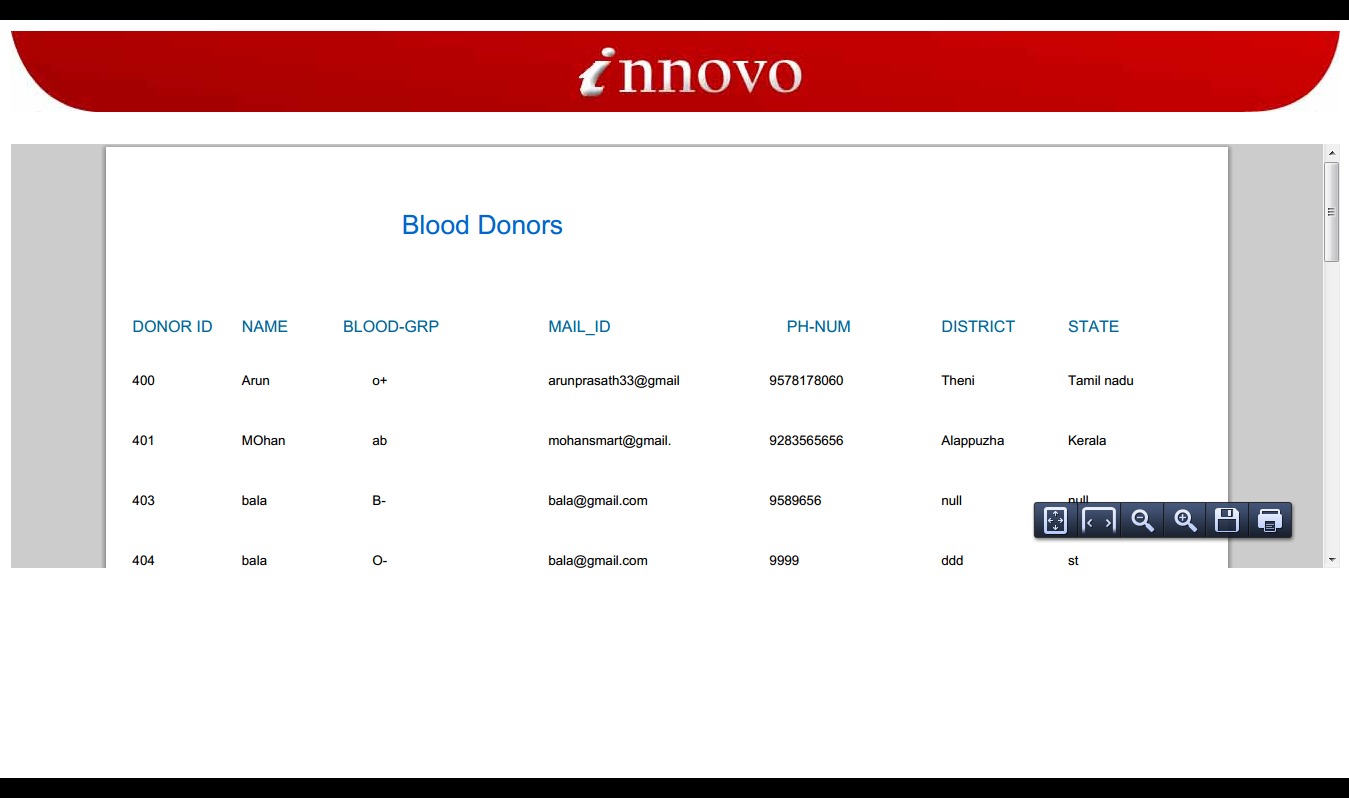 innovo
Blood Donors
DONOR ID NAME BLOOD-GRP MAIL_ID PH-NUM DISTRICT STATE
400 Arun o+ arunprasath33@gmail 9578178060 Theni Tamil nadu
401 MOhan ab mohansmart@gmail. 9283565656 Alappuzha Kerala
403 bala B- bala@gmail.com 9589656 null null
404 bala O- bala@gmail.com 9999 ddd st